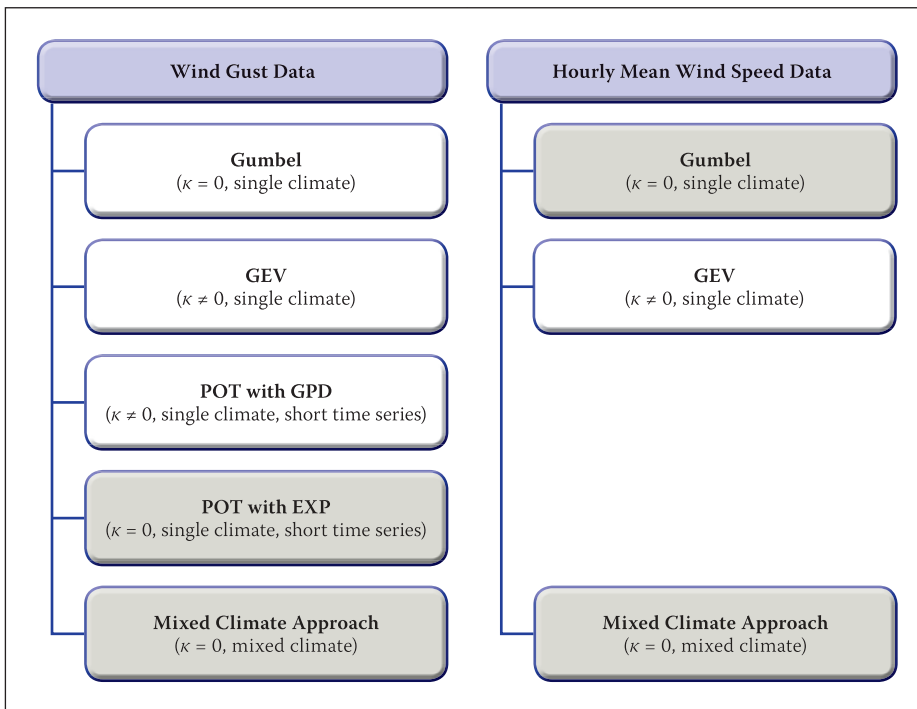 Wind Gust Data
Gumbel
(κ = 0, single climate)
GEV
(κ ≠ 0, single climate)
POT with GPD
(κ ≠ 0, single climate, short time series)
POT with EXP
(κ = 0, single climate, short time series)
Mixed Climate Approach
(κ = 0, mixed climate)
Hourly Mean Wind Speed Data
Gumbel
(κ = 0, single climate)
GEV
(κ ≠ 0, single climate)
Mixed Climate Approach
(κ = 0, mixed climate)